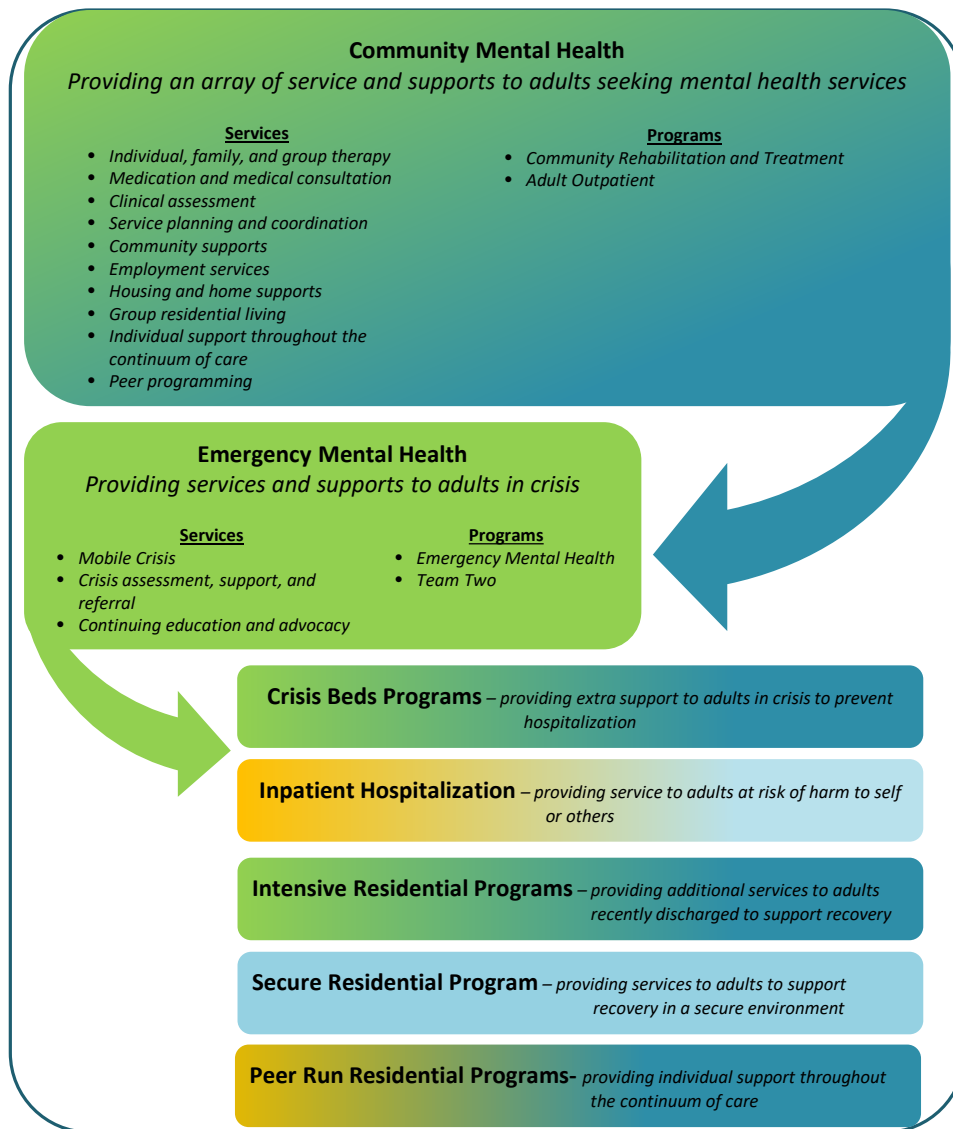 Community Mental Health
Providing an array of service and supports to adults seeking mental health services
Services
• Individual, family, and group therapy
• Medication and medical consultation
• Clinical assessment
• Service planning and coordination
• Community supports
• Employment services
• Housing and home supports
• Group residential living
• Individual support throughout the
continuum of care
• Peer programming
Programs
• Community Rehabilitation and Treatment
• Adult Outpatient
Emergency Mental Health
Providing services and supports to adults in crisis
Services
• Mobile Crisis
• Crisis assessment, support, and
referral
• Continuing education and advocacy
Programs
• Emergency Mental Health
• Team Two
Crisis Beds Programs – providing extra support to adults in crisis to prevent
hospitalization
Inpatient Hospitalization – providing service to adults at risk of harm to self
or others
Intensive Residential Programs – providing additional services to adults
recently discharged to support recovery
Secure Residential Program – providing services to adults to support
recovery in a secure environment
Peer Run Residential Programs- providing individual support throughout
the continuum of care